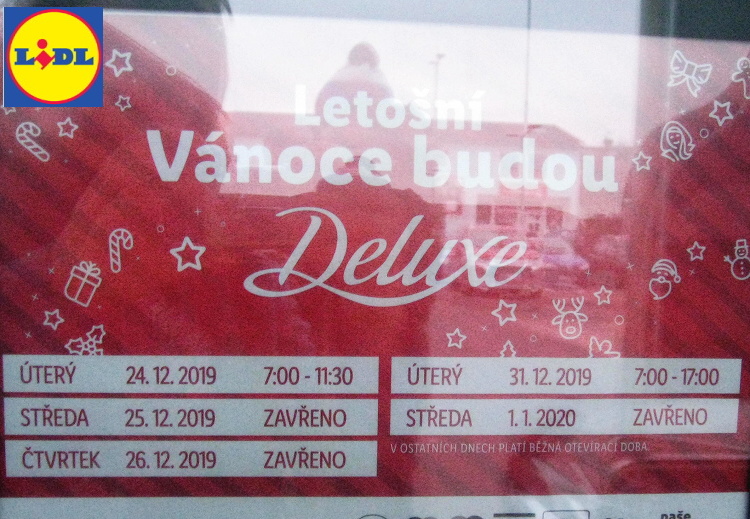 LIDL
Letošní
Vánoce budou
Deluxe
ÚTERÝ 24. 12. 2019 7:00 - 11:30
STŘEDA 25. 12. 2019 ZAVŘENO
ČTVRTEK 26. 12. 2019 ZAVŘENO
ÚTERÝ 31. 12. 2019 7:00 - 17:00
STŘEDA 1. 1. 2020 ZAVŘENO
V OSTATNÍCH DNECH PLATÍ BĚŽNÁ OTEVÍRACÍ DOBA.
naše